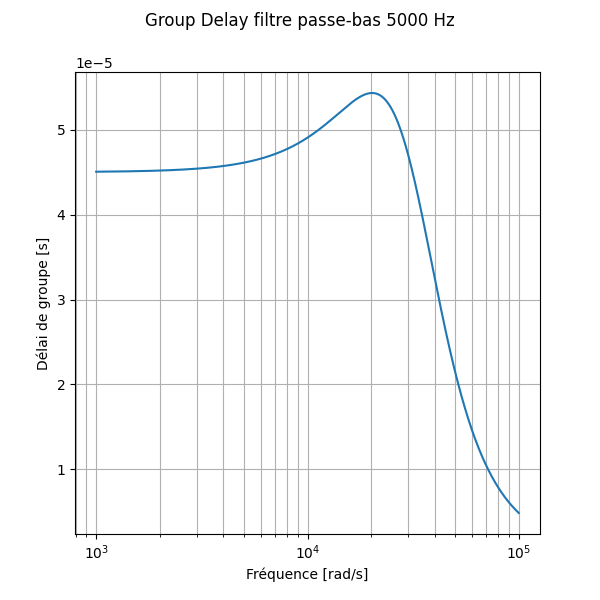 Group Delay filtre passe-bas 5000 Hz
1e−5
5
4
3
2
1
Délai de groupe [s]
10³ 10⁴ 10⁵
Fréquence [rad/s]